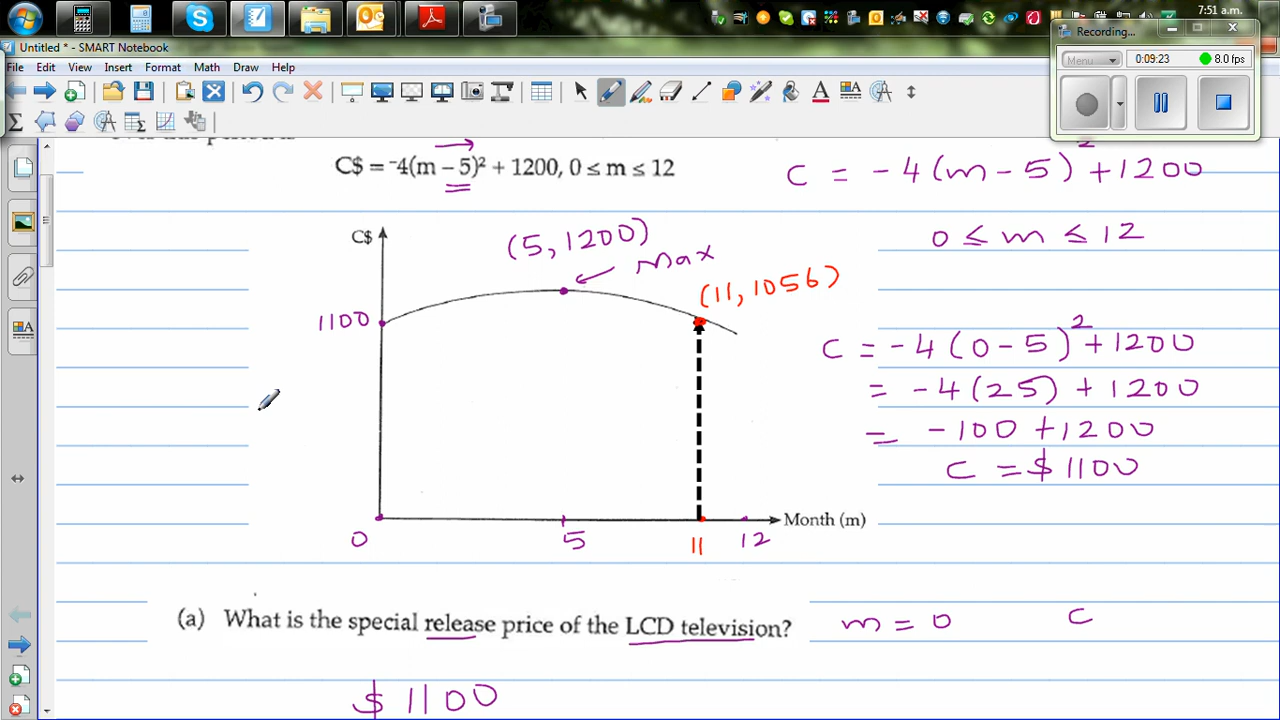 7:51 a.m.
Untitled * - SMART Notebook
Recording...
File Edit View Insert Format Math Draw Help
Menu 0:09:23 8.0 fps
C$ = ⁻4(m – 5)² + 1200, 0 ≤ m ≤ 12
C = -4(m-5)² +1200
0 ≤ m ≤ 12
C$
(5, 1200)
Max
(11, 1056)
1100
C = -4(0-5)² +1200
= -4(25) +1200
= -100 +1200
C = $1100
Month (m)
0 5 11 12
(a) What is the special release price of the LCD television?
m = 0 C
$1100